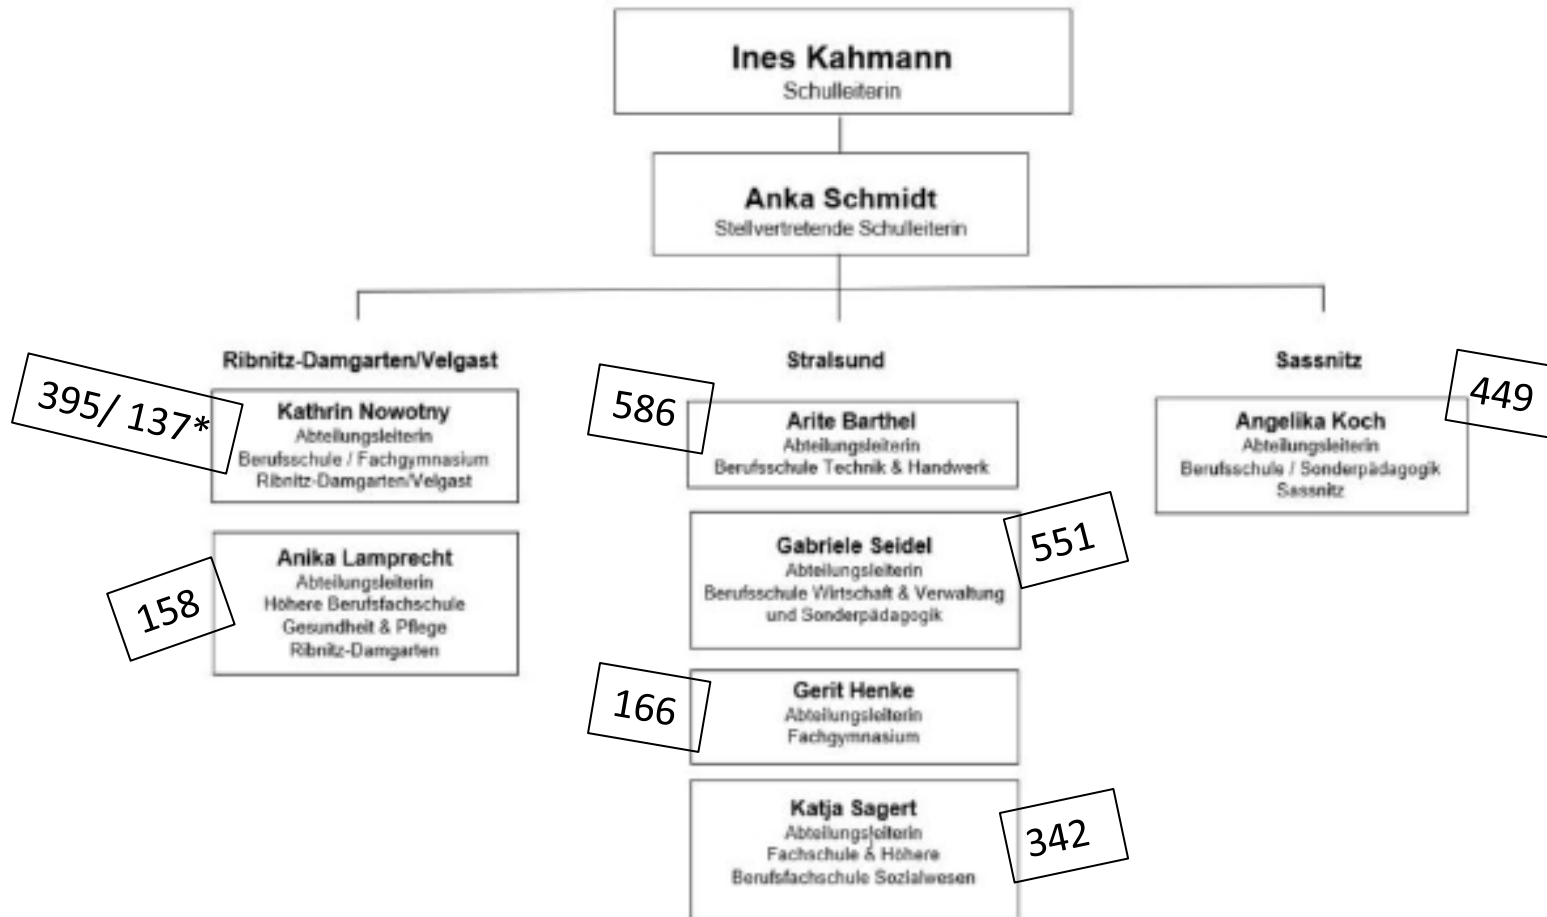 Ines Kahmann
Schulleiterin
Anka Schmidt
Stellvertretende Schulleiterin
Ribnitz-Damgarten/Velgast
395/ 137*
Kathrin Nowotny
Abteilungsleiterin
Berufsschule / Fachgymnasium
Ribnitz-Damgarten/Velgast
158
Anika Lamprecht
Abteilungsleiterin
Höhere Berufsfachschule
Gesundheit & Pflege
Ribnitz-Damgarten
Stralsund
586
Arite Barthel
Abteilungsleiterin
Berufsschule Technik & Handwerk
Gabriele Seidel
Abteilungsleiterin
Berufsschule Wirtschaft & Verwaltung
und Sonderpädagogik
551
166
Gerit Henke
Abteilungsleiterin
Fachgymnasium
Katja Sagert
Abteilungsleiterin
Fachschule & Höhere
Berufsfachschule Sozialwesen
342
Sassnitz
449
Angelika Koch
Abteilungsleiterin
Berufsschule / Sonderpädagogik
Sassnitz